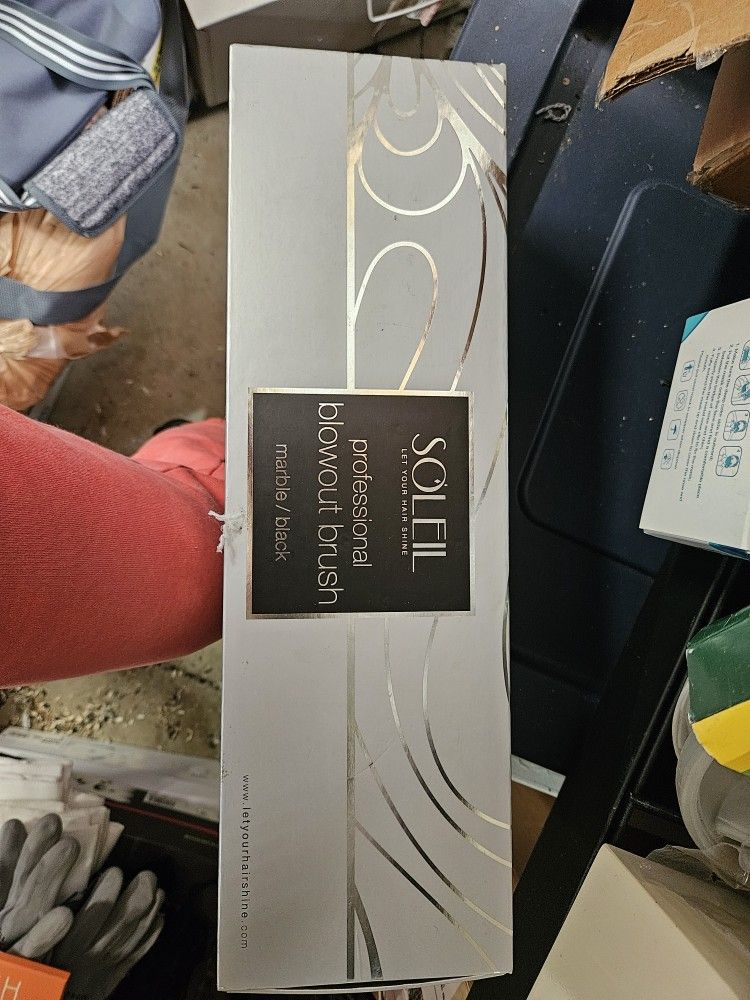 SOLEIL
LET YOUR HAIR SHINE
professional
blowout brush
marble / black
www.letyourhairshine.com